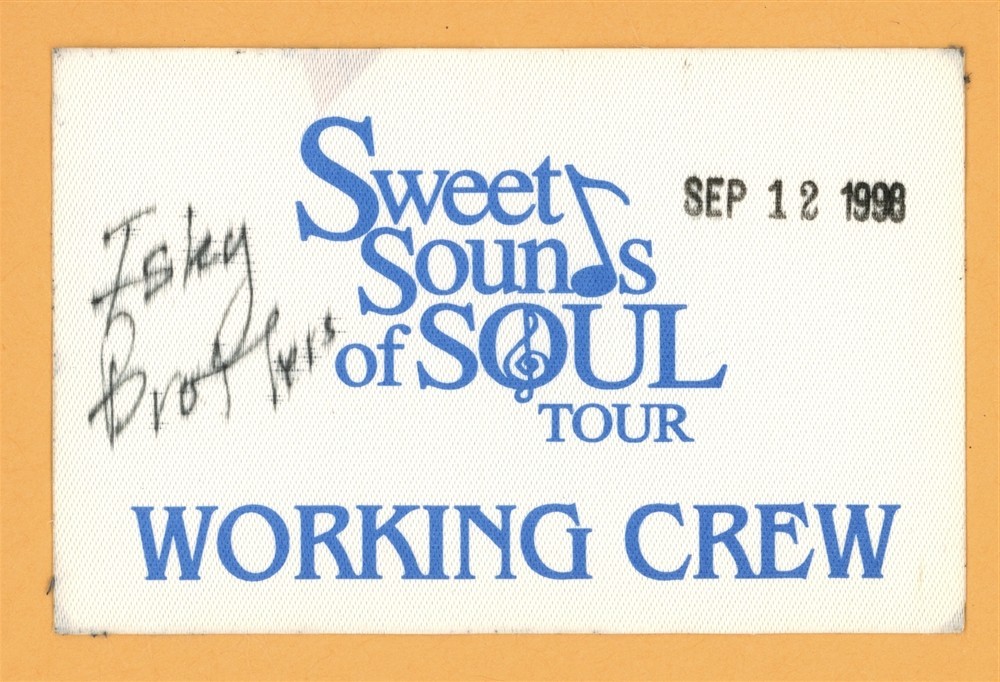 Sweet
Sounds
of SOUL
TOUR
SEP 12 1998
Isley
Brothers
WORKING CREW